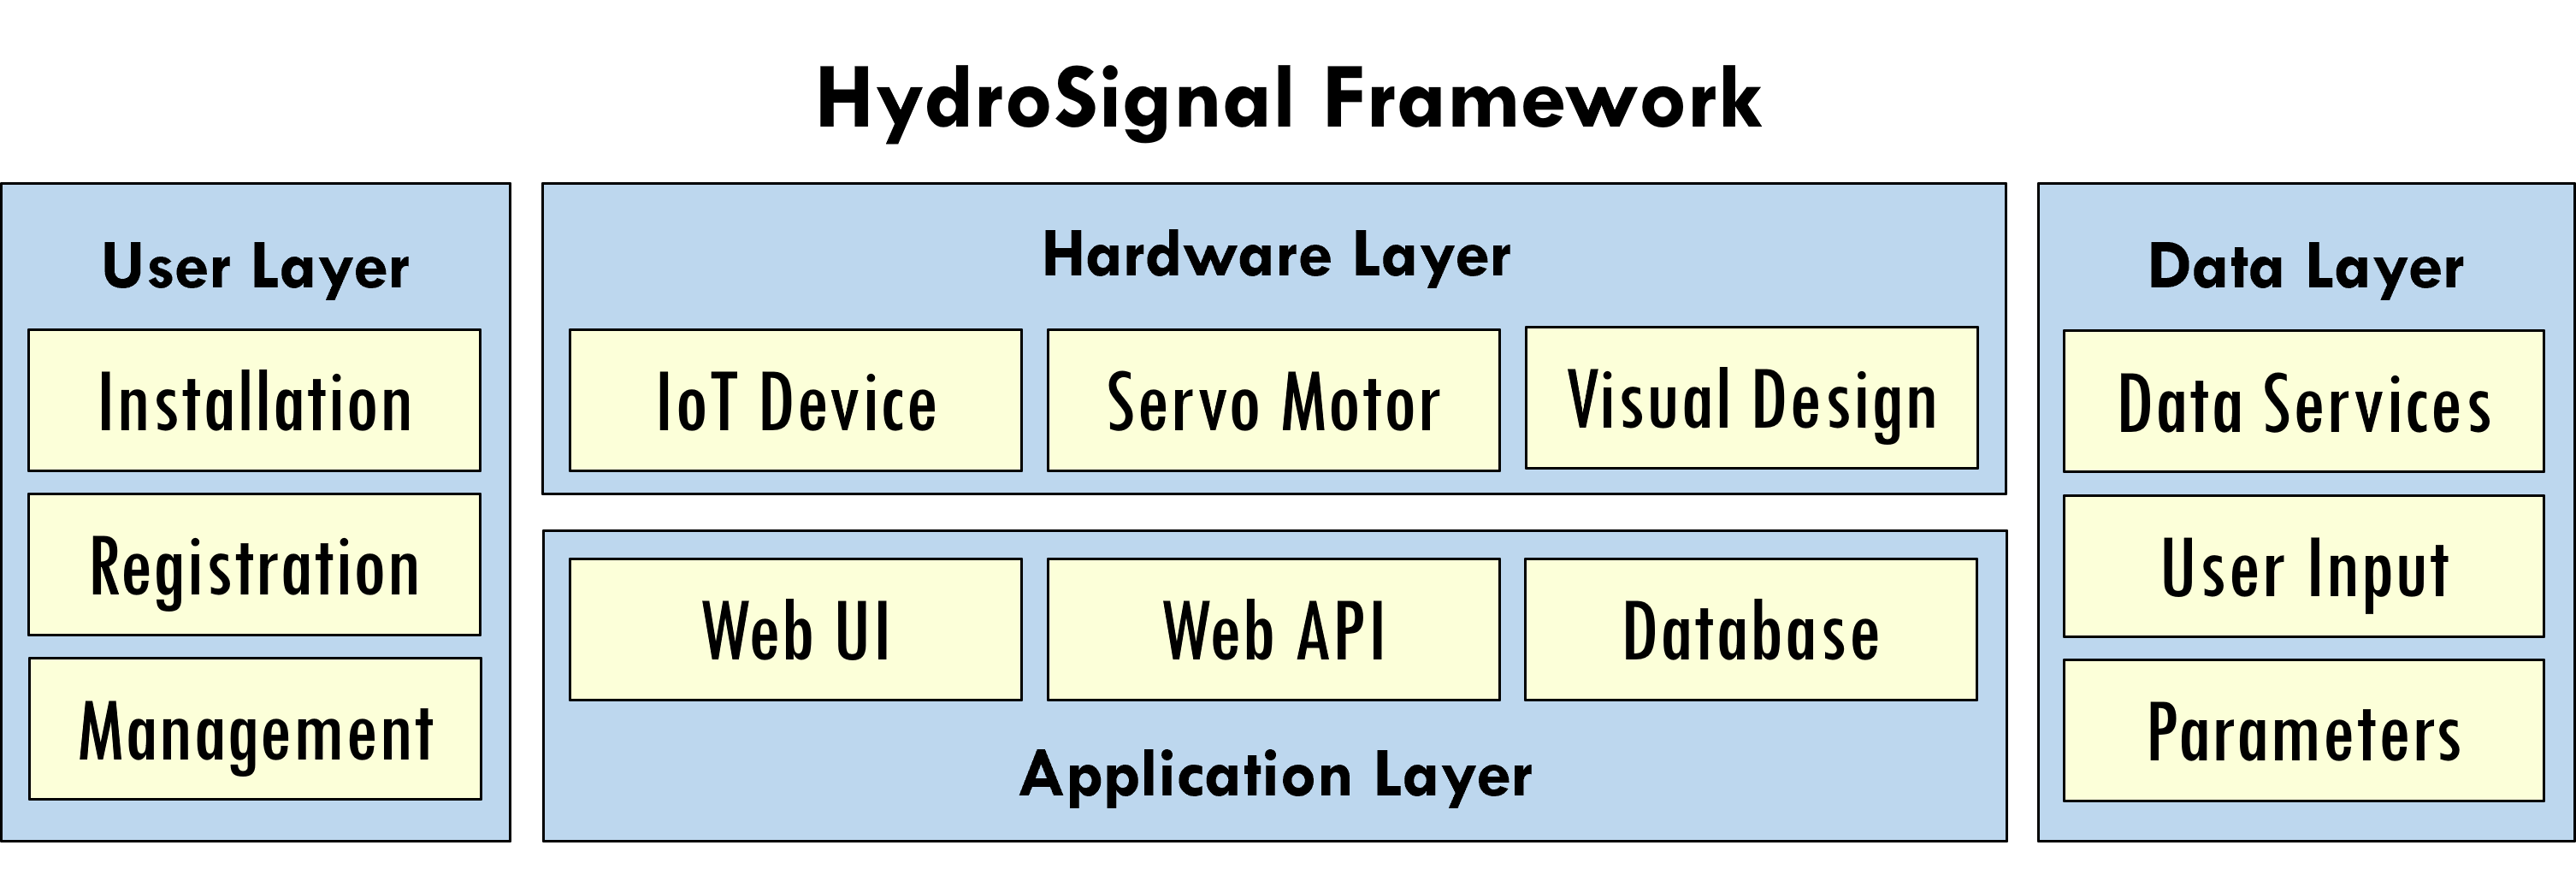 HydroSignal Framework
User Layer
Installation
Registration
Management
Hardware Layer
IoT Device
Servo Motor
Visual Design
Web UI
Web API
Database
Application Layer
Data Layer
Data Services
User Input
Parameters